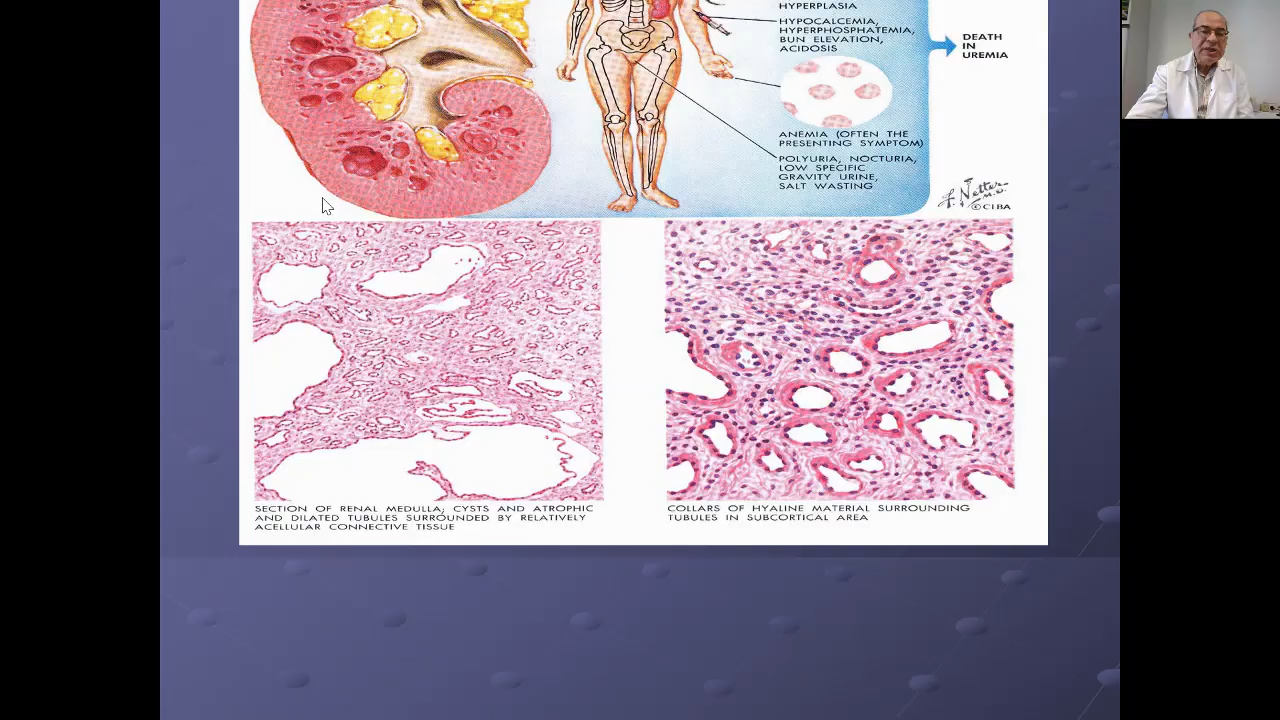 HYPERPLASIA
HYPOCALCEMIA,
HYPERPHOSPHATEMIA,
BUN ELEVATION,
ACIDOSIS
DEATH
IN
UREMIA
ANEMIA (OFTEN THE
PRESENTING SYMPTOM)
POLYURIA, NOCTURIA,
LOW SPECIFIC
GRAVITY URINE,
SALT WASTING
F. Netter
M.D.
© CIBA
SECTION OF RENAL MEDULLA; CYSTS AND ATROPHIC
AND DILATED TUBULES SURROUNDED BY RELATIVELY
ACELLULAR CONNECTIVE TISSUE
COLLARS OF HYALINE MATERIAL SURROUNDING
TUBULES IN SUBCORTICAL AREA